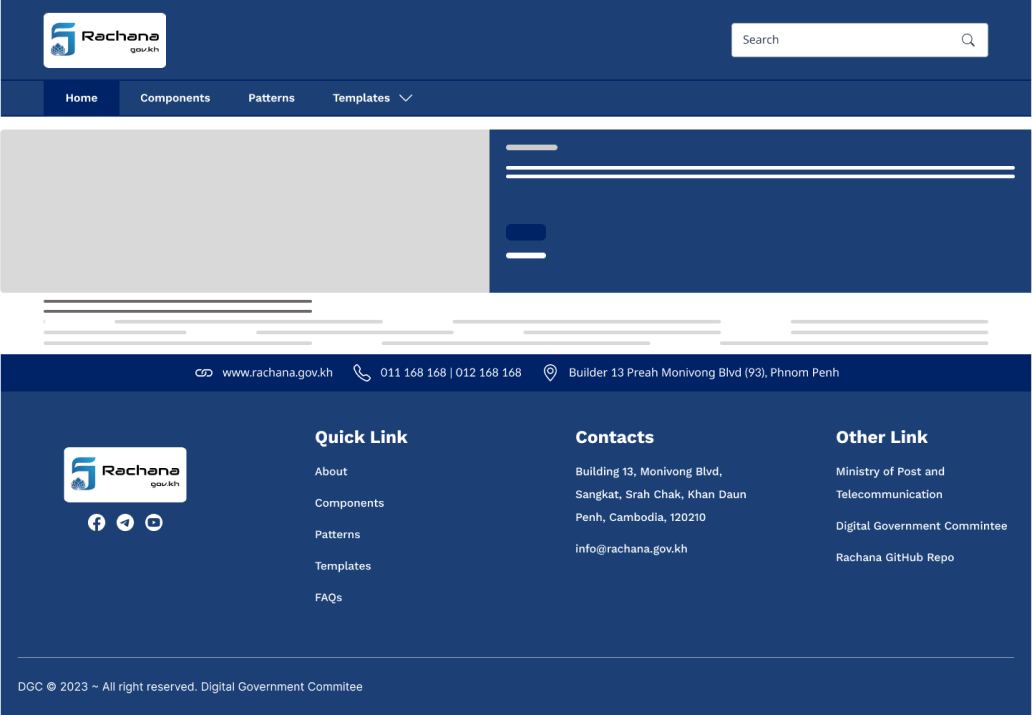 Rachana
gov.kh
Search
Home Components Patterns Templates
www.rachana.gov.kh 011 168 168 | 012 168 168 Builder 13 Preah Monivong Blvd (93), Phnom Penh
Rachana
gov.kh
Quick Link
About
Components
Patterns
Templates
FAQs
Contacts
Building 13, Monivong Blvd,
Sangkat, Srah Chak, Khan Daun
Penh, Cambodia, 120210
info@rachana.gov.kh
Other Link
Ministry of Post and
Telecommunication
Digital Government Commintee
Rachana GitHub Repo
DGC © 2023 ~ All right reserved. Digital Government Commitee